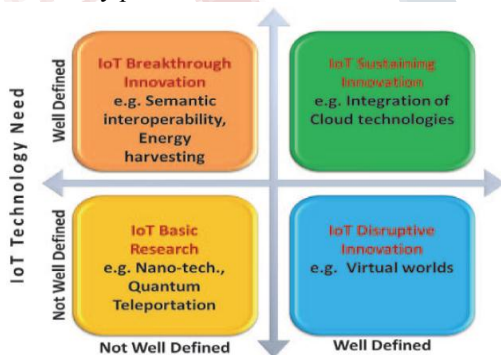 IoT Technology Need
Well Defined
Not Well Defined
IoT Breakthrough
Innovation
e.g. Semantic
interoperability,
Energy
harvesting
IoT Sustaining
Innovation
e.g. Integration of
Cloud technologies
IoT Basic
Research
e.g. Nano-tech.,
Quantum
Teleportation
IoT Disruptive
Innovation
e.g. Virtual worlds
Not Well Defined
Well Defined